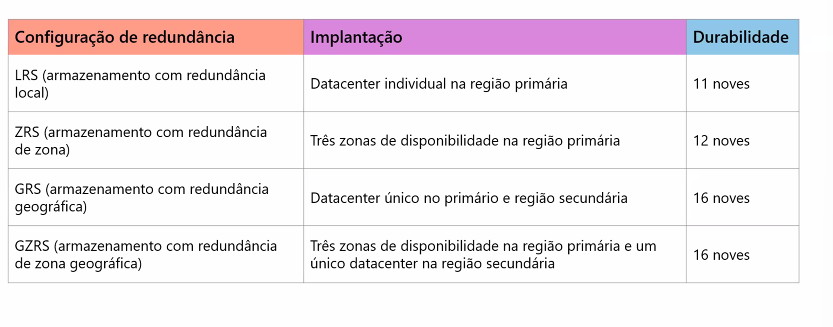 Configuração de redundância
Implantação
Durabilidade
LRS (armazenamento com redundância
local)
Datacenter individual na região primária
11 noves
ZRS (armazenamento com redundância
de zona)
Três zonas de disponibilidade na região primária
12 noves
GRS (armazenamento com redundância
geográfica)
Datacenter único no primário e região secundária
16 noves
GZRS (armazenamento com redundância
de zona geográfica)
Três zonas de disponibilidade na região primária e um
único datacenter na região secundária
16 noves